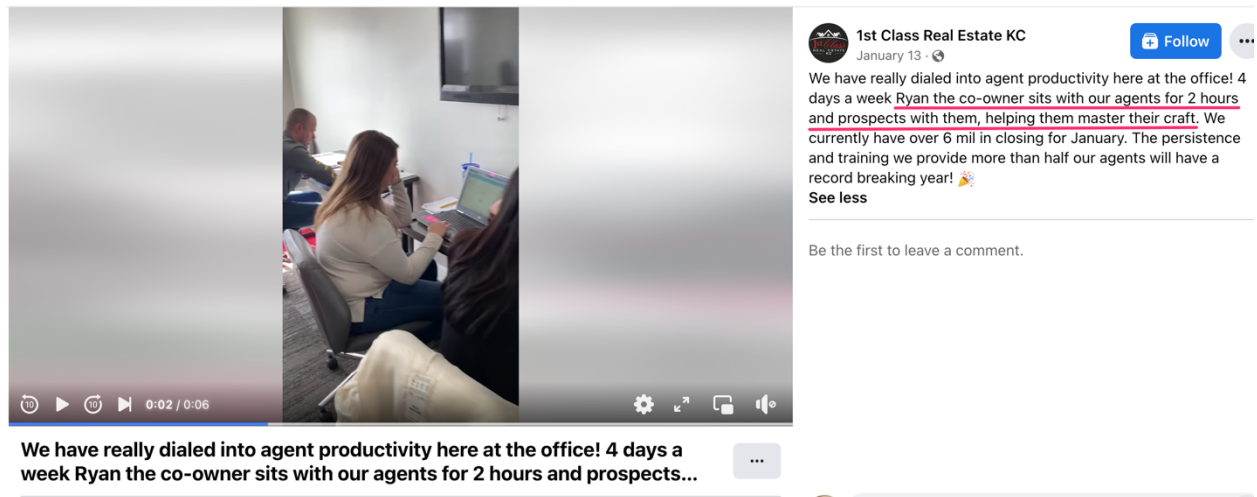 1st Class Real Estate KC
Follow
January 13
We have really dialed into agent productivity here at the office! 4
days a week Ryan the co-owner sits with our agents for 2 hours
and prospects with them, helping them master their craft. We
currently have over 6 mil in closing for January. The persistence
and training we provide more than half our agents will have a
record breaking year! 🎉
See less
Be the first to leave a comment.
10
10
0:02 / 0:06
We have really dialed into agent productivity here at the office! 4 days a
week Ryan the co-owner sits with our agents for 2 hours and prospects...